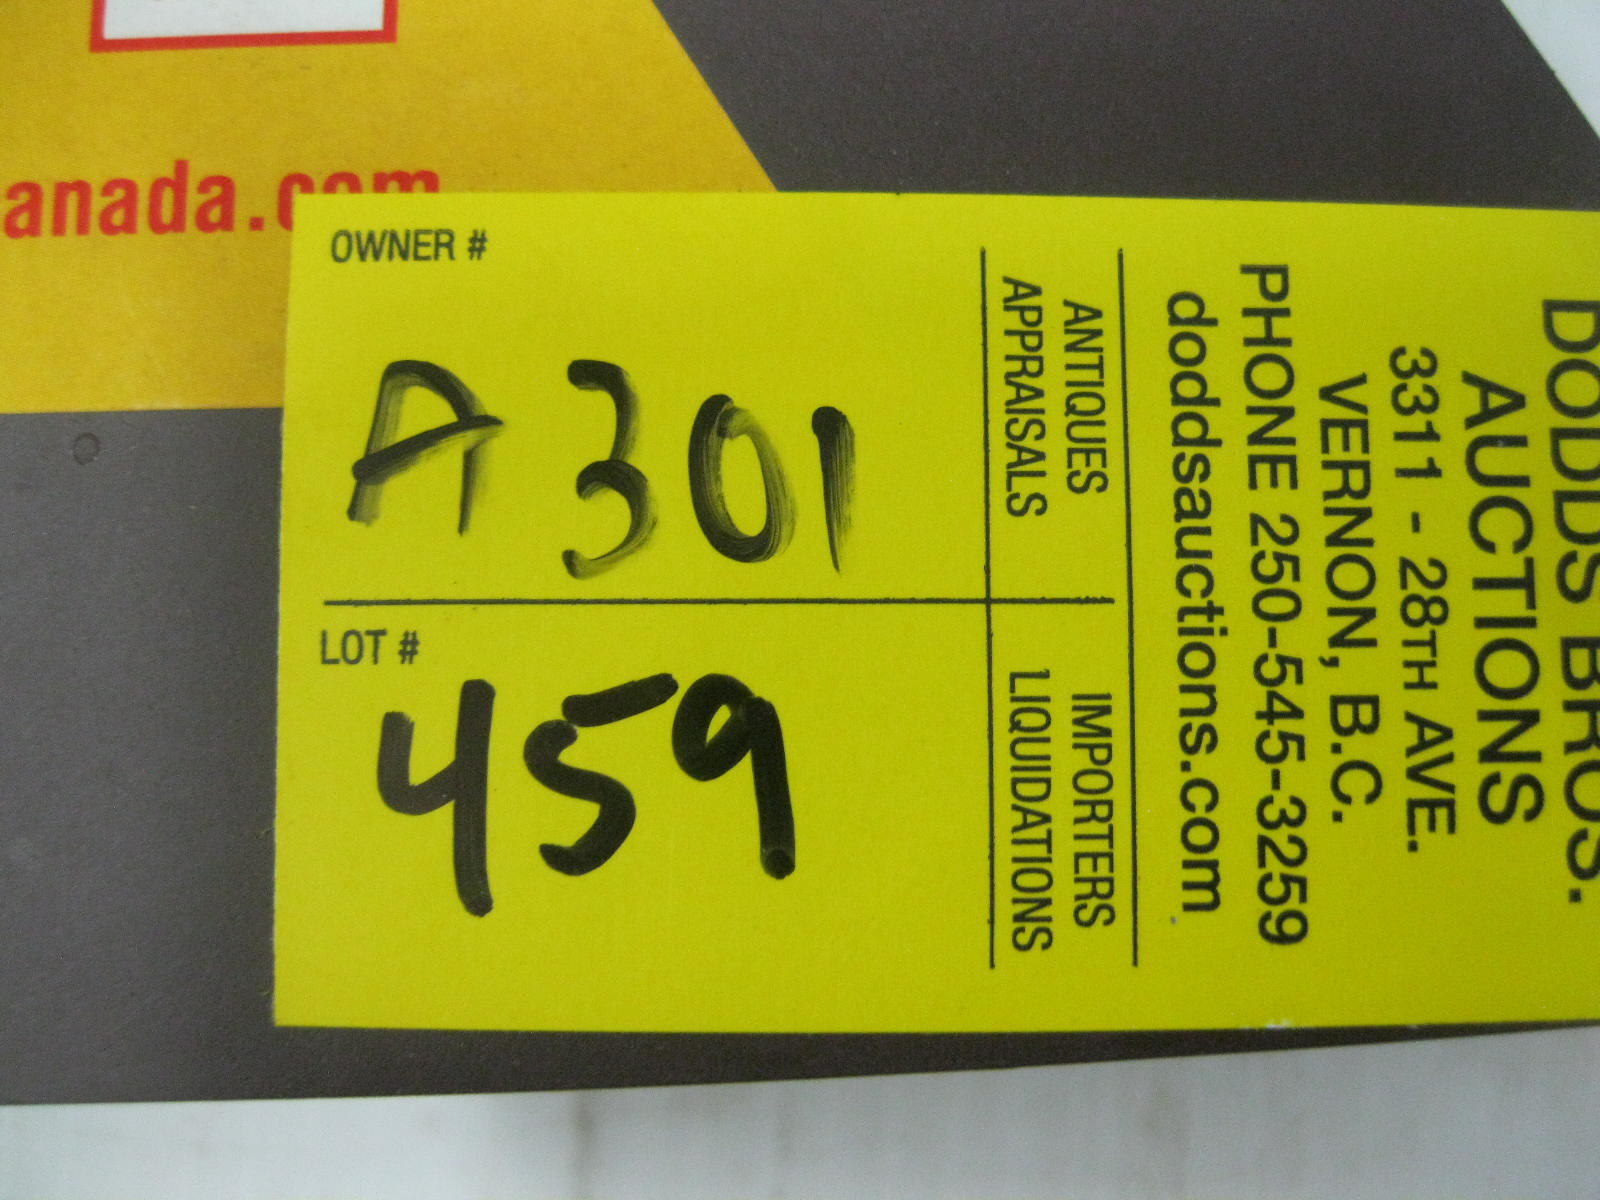 anada.com
OWNER #
A 301
LOT #
459
ANTIQUES
APPRAISALS
IMPORTERS
LIQUIDATIONS
DODDS BROS.
AUCTIONS
3311 - 28TH AVE.
VERNON, B.C.
PHONE 250-545-3259
doddsauctions.com